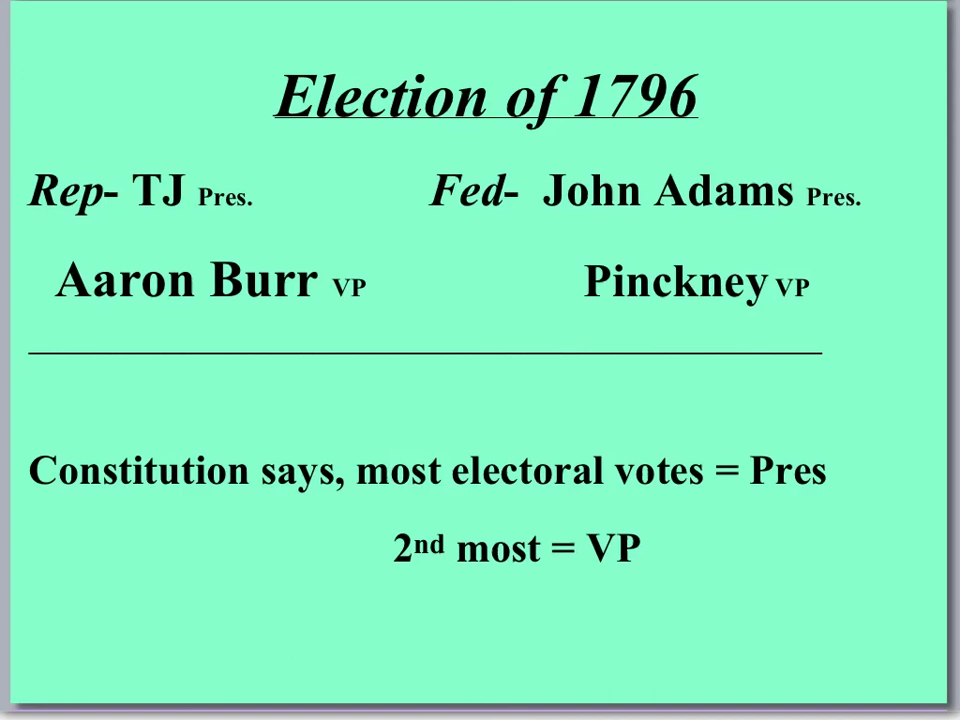 Election of 1796
Rep- TJ Pres. Fed- John Adams Pres.
Aaron Burr VP Pinckney VP
Constitution says, most electoral votes = Pres
2nd most = VP